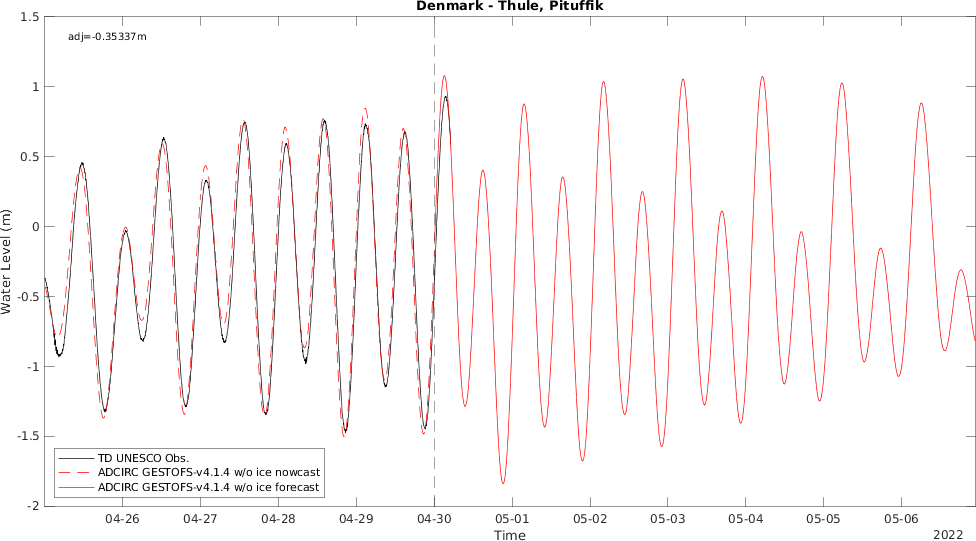 Denmark - Thule, Pituffik
adj=-0.35337m
1.5
1
0.5
0
-0.5
-1
-1.5
-2
Water Level (m)
TD UNESCO Obs.
ADCIRC GESTOFS-v4.1.4 w/o ice nowcast
ADCIRC GESTOFS-v4.1.4 w/o ice forecast
04-26 04-27 04-28 04-29 04-30 05-01 05-02 05-03 05-04 05-05 05-06
Time
2022